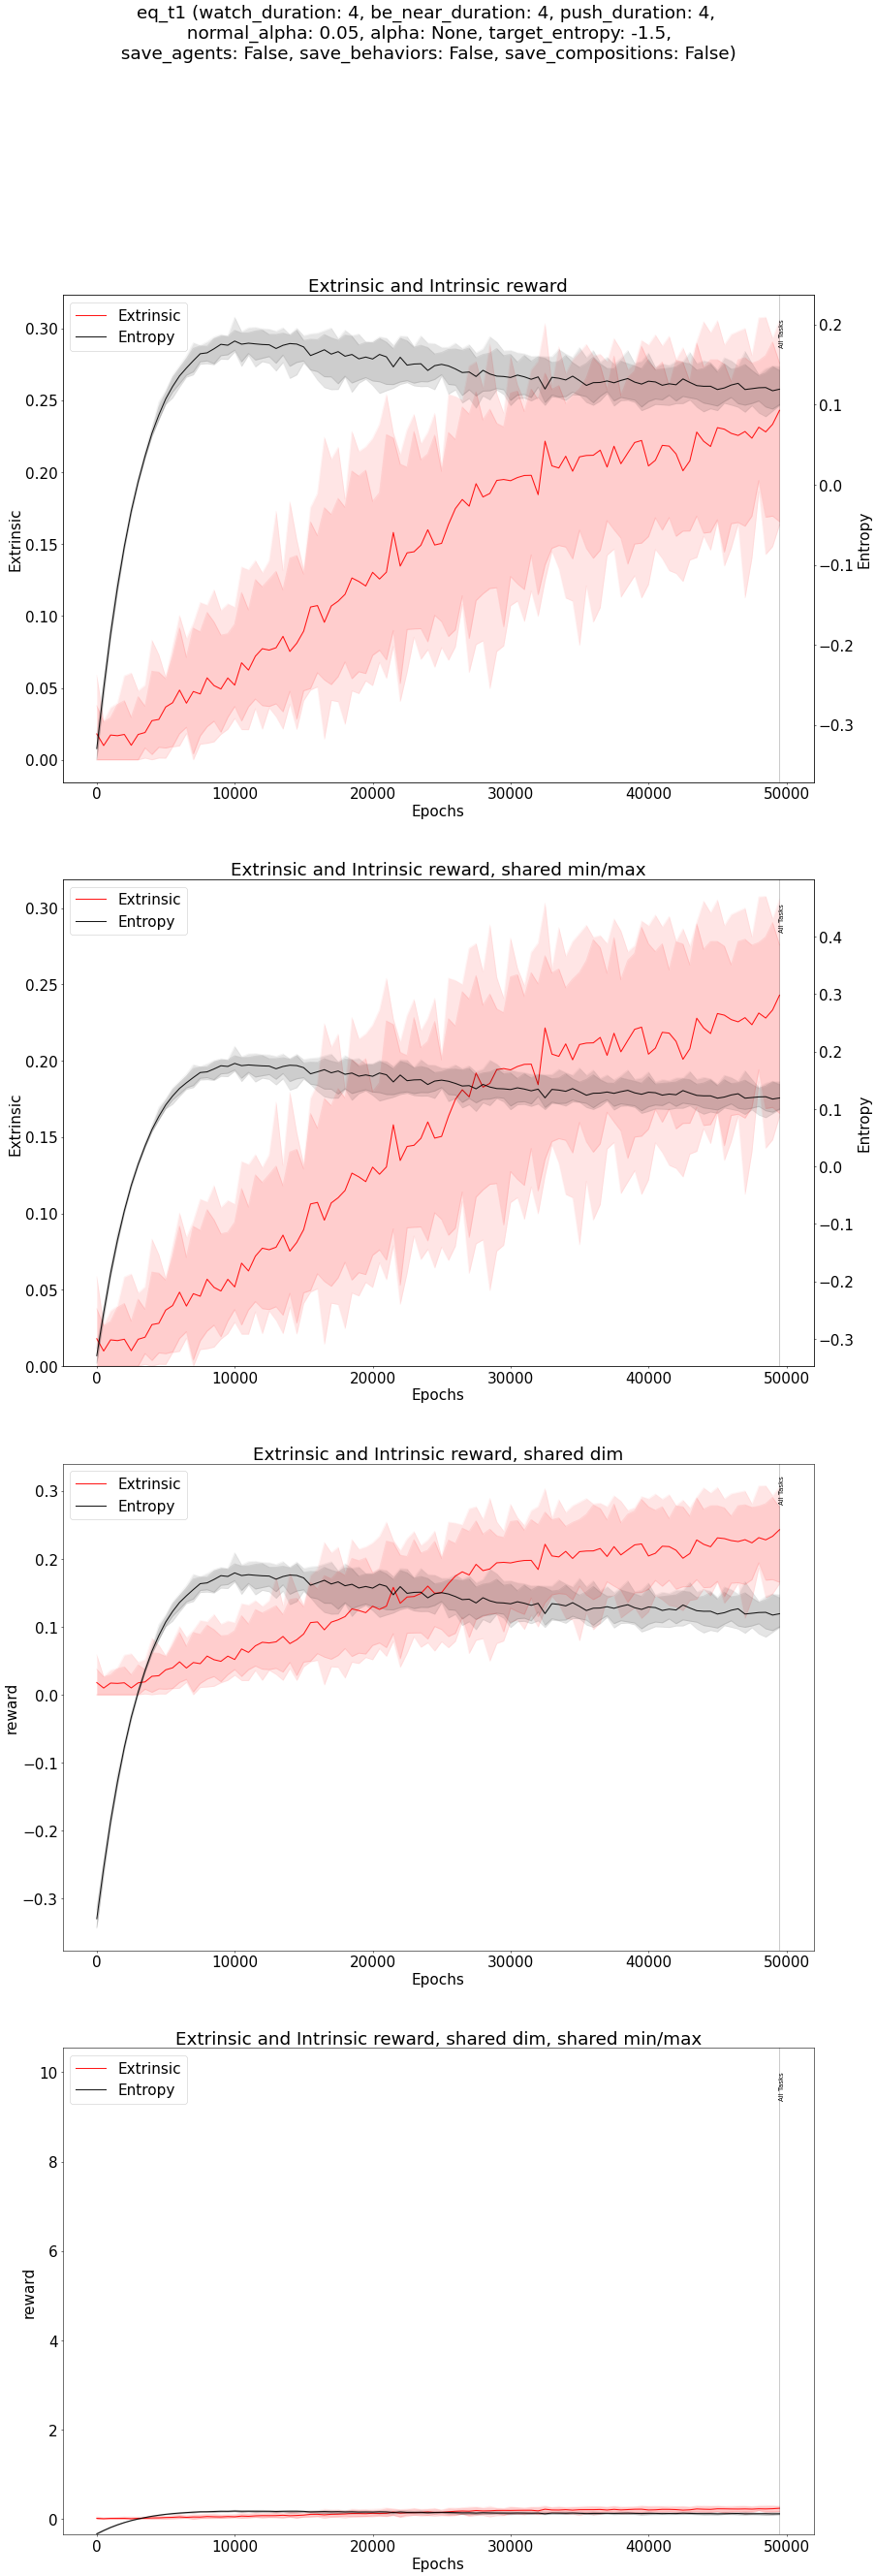 eq_t1 (watch_duration: 4, be_near_duration: 4, push_duration: 4,
normal_alpha: 0.05, alpha: None, target_entropy: -1.5,
save_agents: False, save_behaviors: False, save_compositions: False)
Extrinsic and Intrinsic reward
Extrinsic
Entropy
All Tasks
0.30
0.25
0.20
0.15
0.10
0.05
0.00
Extrinsic
0.2
0.1
0.0
−0.1
−0.2
−0.3
Entropy
0 10000 20000 30000 40000 50000
Epochs
Extrinsic and Intrinsic reward, shared min/max
Extrinsic
Entropy
All Tasks
0.30
0.25
0.20
0.15
0.10
0.05
0.00
Extrinsic
0.4
0.3
0.2
0.1
0.0
−0.1
−0.2
−0.3
Entropy
0 10000 20000 30000 40000 50000
Epochs
Extrinsic and Intrinsic reward, shared dim
Extrinsic
Entropy
All Tasks
0.3
0.2
0.1
0.0
−0.1
−0.2
−0.3
reward
0 10000 20000 30000 40000 50000
Epochs
Extrinsic and Intrinsic reward, shared dim, shared min/max
Extrinsic
Entropy
All Tasks
10
8
6
4
2
0
reward
0 10000 20000 30000 40000 50000
Epochs